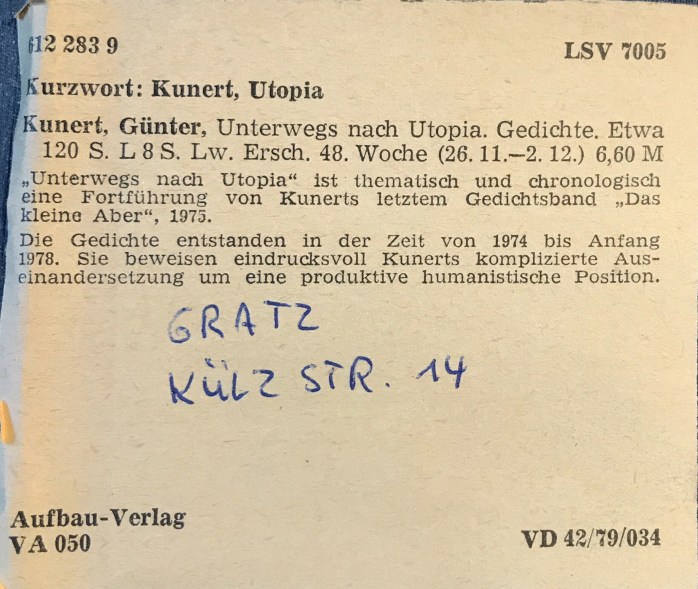 612 283 9 LSV 7005
Kurzwort: Kunert, Utopia
Kunert, Günter, Unterwegs nach Utopia. Gedichte. Etwa
120 S. L 8 S. Lw. Ersch. 48. Woche (26. 11.—2. 12.) 6,60 M
„Unterwegs nach Utopia“ ist thematisch und chronologisch
eine Fortführung von Kunerts letztem Gedichtsband „Das
kleine Aber“, 1975.
Die Gedichte entstanden in der Zeit von 1974 bis Anfang
1978. Sie beweisen eindrucksvoll Kunerts komplizierte Aus-
einandersetzung um eine produktive humanistische Position.
GRATZ
KÜLZ STR. 14
Aufbau-Verlag
VA 050 VD 42/79/034